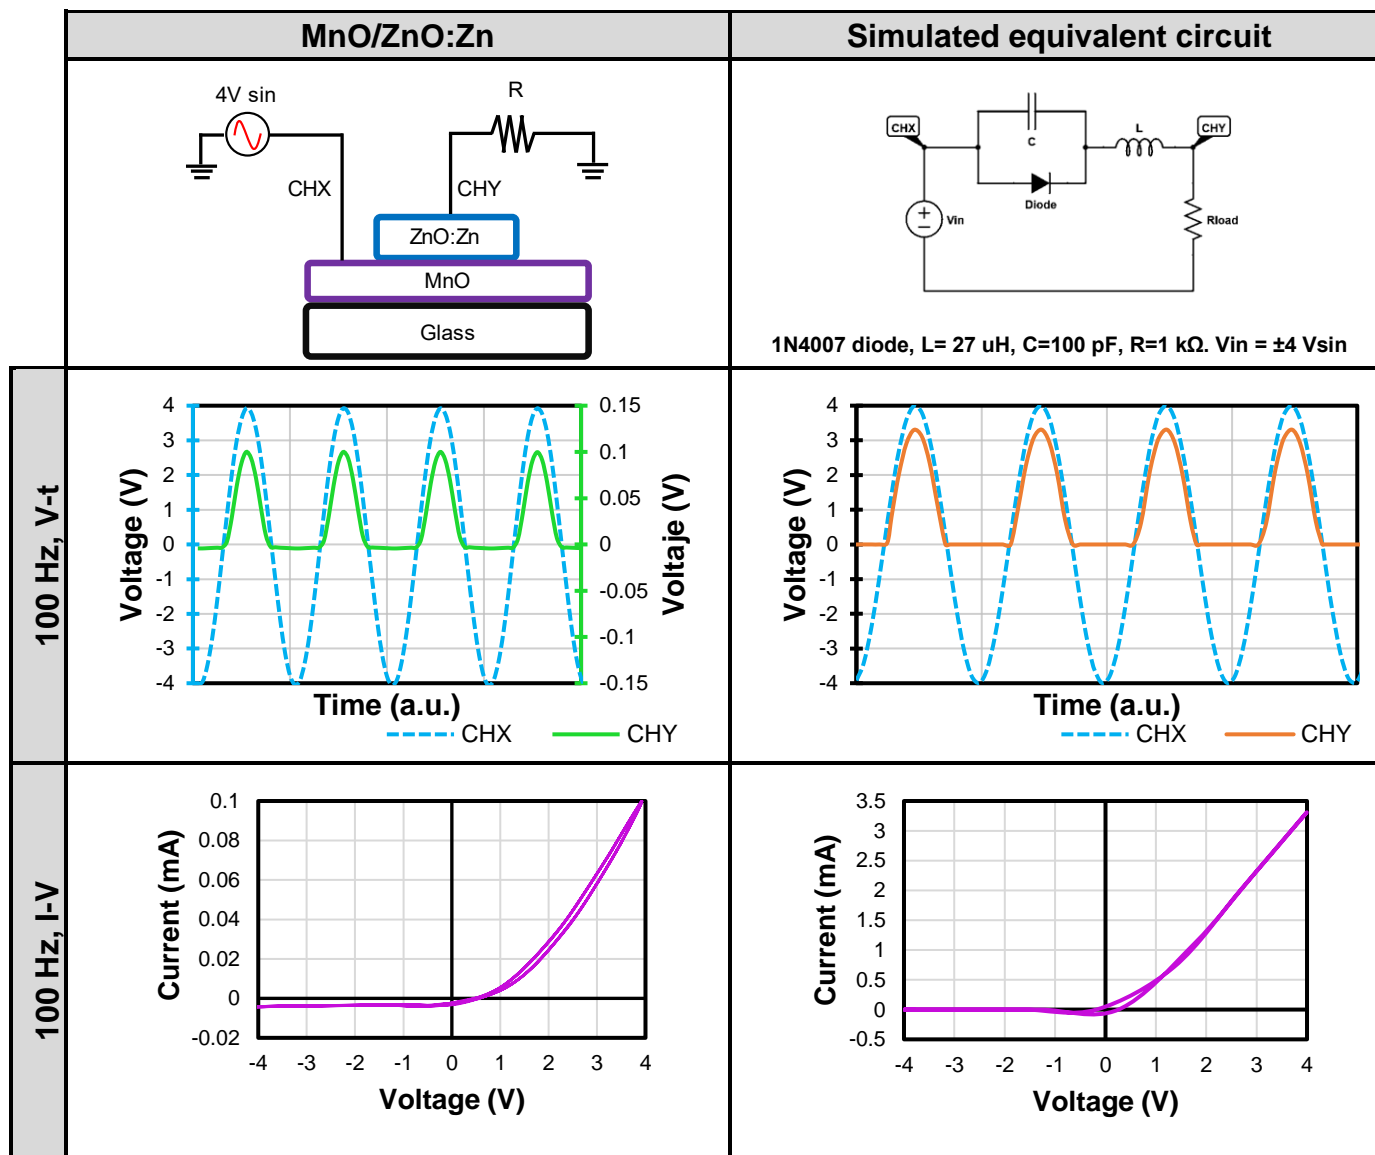 MnO/ZnO:Zn
Simulated equivalent circuit
4V sin
R
CHX
CHY
ZnO:Zn
MnO
Glass
CHX
C
L
CHY
Diode
+
−
Vin
Rload
1N4007 diode, L= 27 uH, C=100 pF, R=1 kΩ. Vin = ±4 Vsin
100 Hz, V-t
Voltage (V)
4
3
2
1
0
-1
-2
-3
-4
0.15
0.1
0.05
0
-0.05
-0.1
-0.15
Voltaje (V)
Time (a.u.)
CHX
CHY
Voltage (V)
4
3
2
1
0
-1
-2
-3
-4
Time (a.u.)
CHX
CHY
100 Hz, I-V
Current (mA)
0.1
0.08
0.06
0.04
0.02
0
-0.02
-4 -3 -2 -1 0 1 2 3 4
Voltage (V)
Current (mA)
3.5
3
2.5
2
1.5
1
0.5
0
-0.5
-4 -3 -2 -1 0 1 2 3 4
Voltage (V)